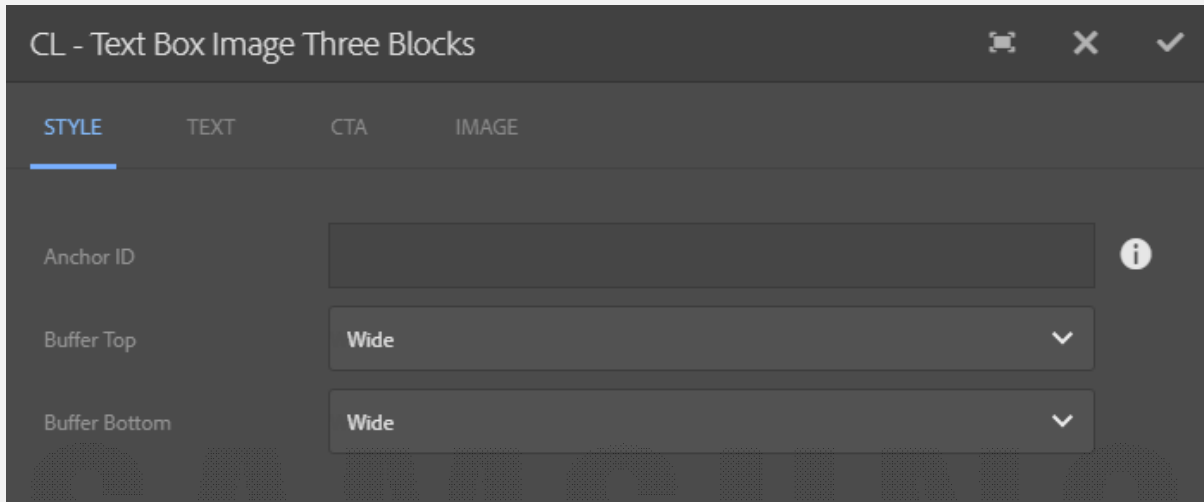 CL - Text Box Image Three Blocks
STYLE TEXT CTA IMAGE
Anchor ID
Buffer Top Wide
Buffer Bottom Wide